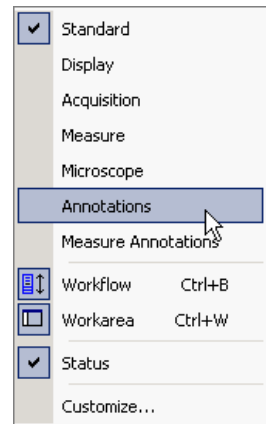 Standard
Display
Acquisition
Measure
Microscope
Annotations
Measure Annotations
Workflow Ctrl+B
Workarea Ctrl+W
Status
Customize...